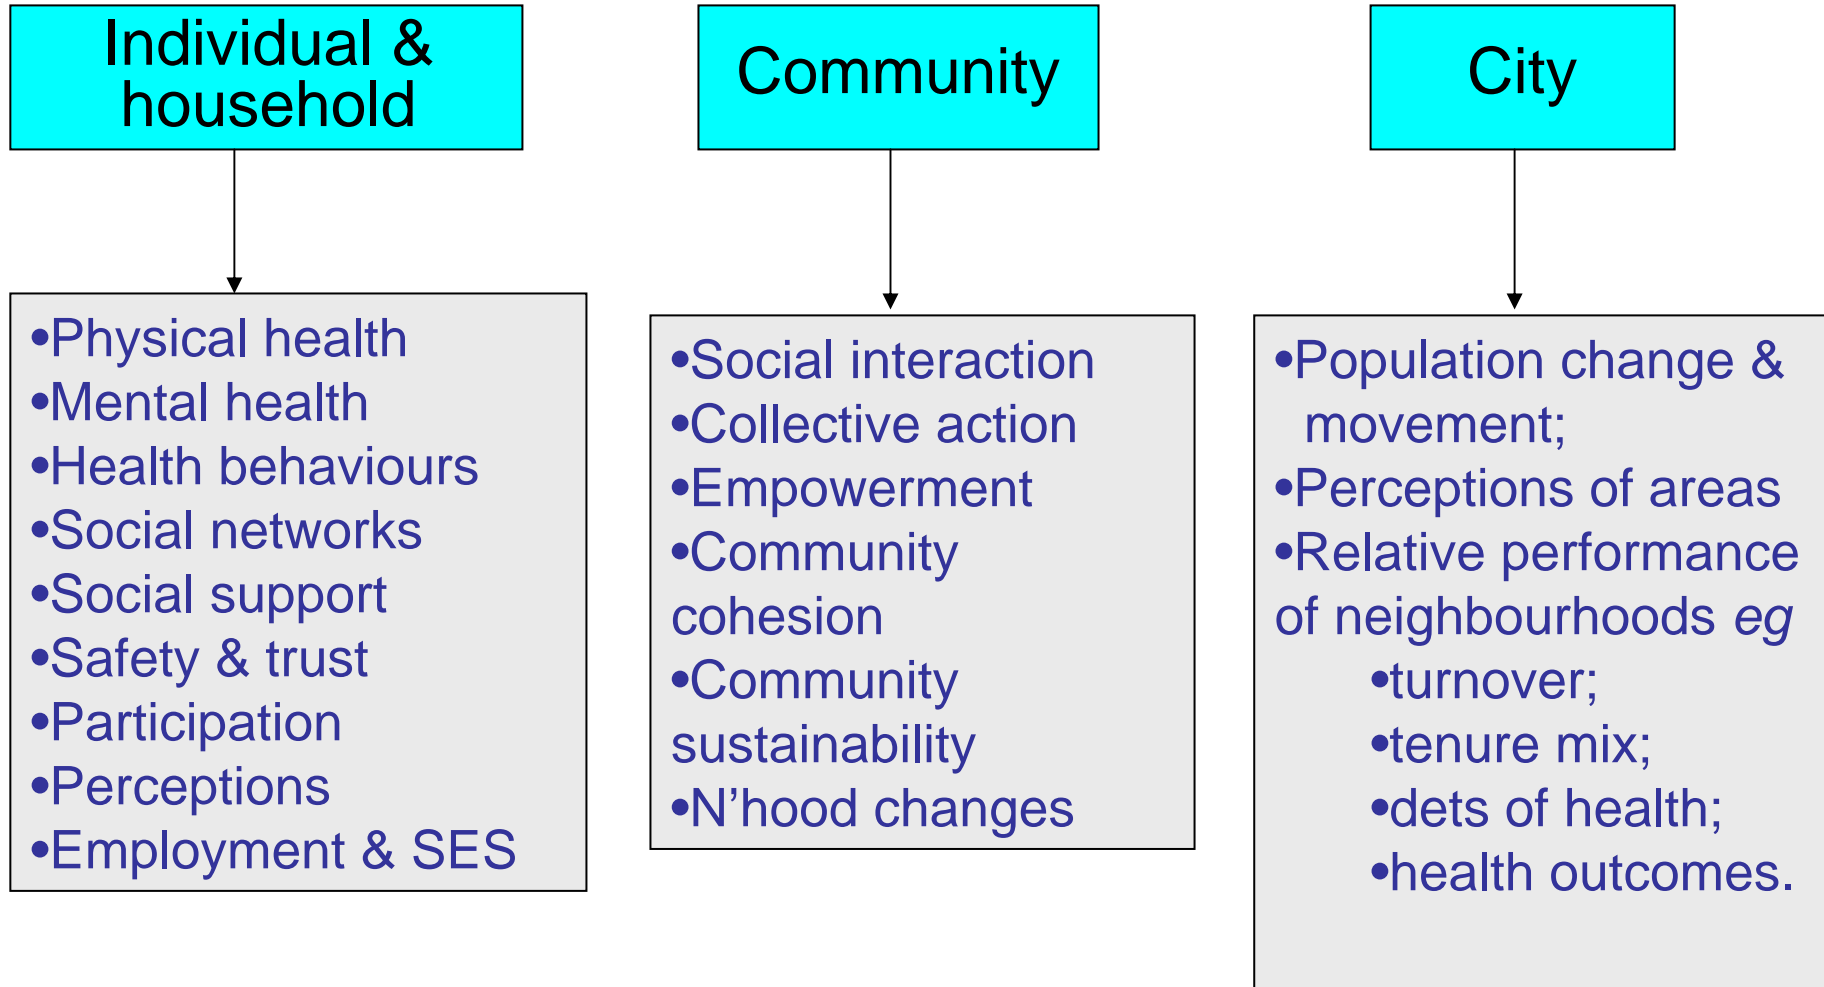 Individual &
household
•Physical health
•Mental health
•Health behaviours
•Social networks
•Social support
•Safety & trust
•Participation
•Perceptions
•Employment & SES
Community
•Social interaction
•Collective action
•Empowerment
•Community
cohesion
•Community
sustainability
•N’hood changes
City
•Population change &
movement;
•Perceptions of areas
•Relative performance
of neighbourhoods eg
•turnover;
•tenure mix;
•dets of health;
•health outcomes.